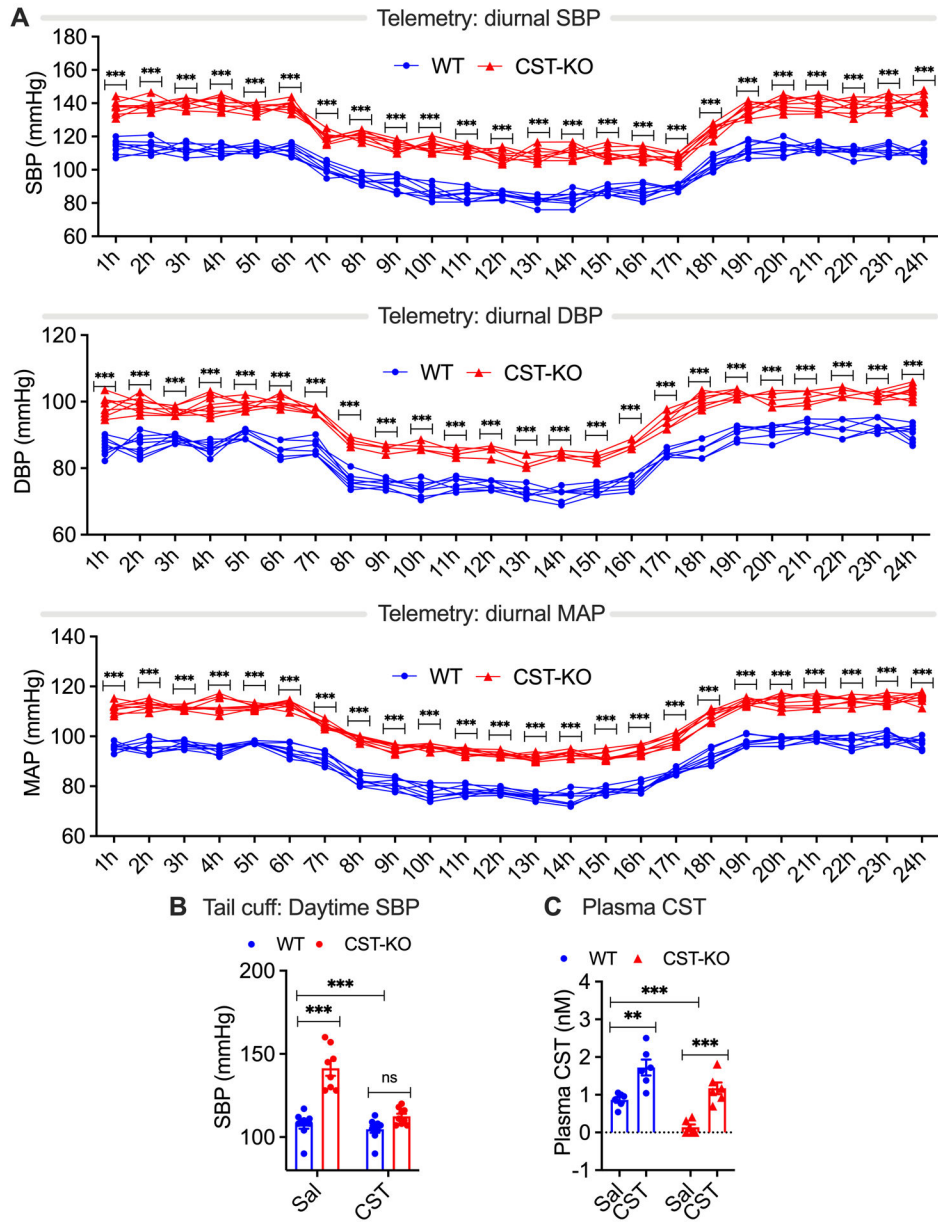 A
Telemetry: diurnal SBP
180
160
140
120
100
80
60
SBP (mmHg)
WT CST-KO
*** *** *** *** *** *** *** *** *** *** *** *** *** *** *** *** *** *** *** *** *** *** *** ***
1h 2h 3h 4h 5h 6h 7h 8h 9h 10h 11h 12h 13h 14h 15h 16h 17h 18h 19h 20h 21h 22h 23h 24h
Telemetry: diurnal DBP
120
100
80
60
DBP (mmHg)
WT CST-KO
*** *** *** *** *** *** *** *** *** *** *** *** *** *** *** *** *** *** *** *** *** *** *** ***
1h 2h 3h 4h 5h 6h 7h 8h 9h 10h 11h 12h 13h 14h 15h 16h 17h 18h 19h 20h 21h 22h 23h 24h
Telemetry: diurnal MAP
140
120
100
80
60
MAP (mmHg)
WT CST-KO
*** *** *** *** *** *** *** *** *** *** *** *** *** *** *** *** *** *** *** *** *** *** *** ***
1h 2h 3h 4h 5h 6h 7h 8h 9h 10h 11h 12h 13h 14h 15h 16h 17h 18h 19h 20h 21h 22h 23h 24h
B Tail cuff: Daytime SBP
WT CST-KO
200
150
100
SBP (mmHg)
***
***
ns
Sal CST
C Plasma CST
WT CST-KO
4
3
2
1
0
-1
Plasma CST (nM)
***
**
***
Sal CST Sal CST